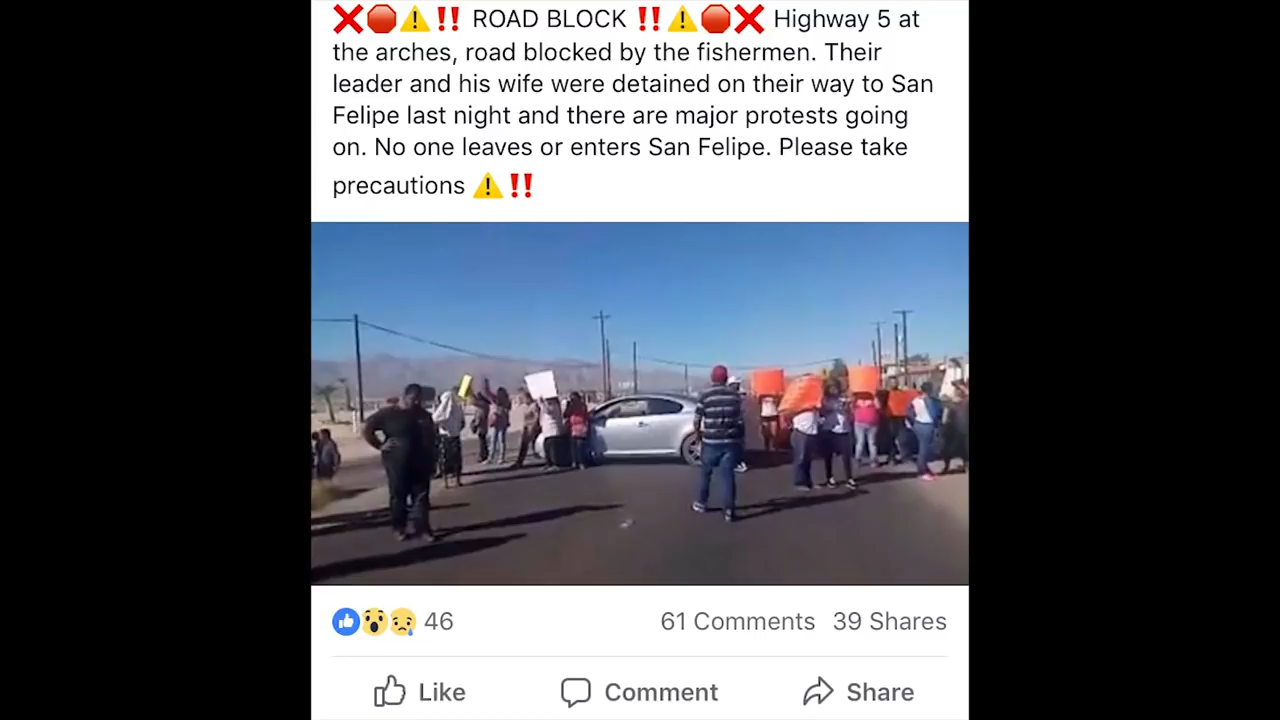 ❌🛑⚠️‼️ ROAD BLOCK ‼️⚠️🛑❌ Highway 5 at
the arches, road blocked by the fishermen. Their
leader and his wife were detained on their way to San
Felipe last night and there are major protests going
on. No one leaves or enters San Felipe. Please take
precautions ⚠️‼️
46 61 Comments 39 Shares
Like Comment Share